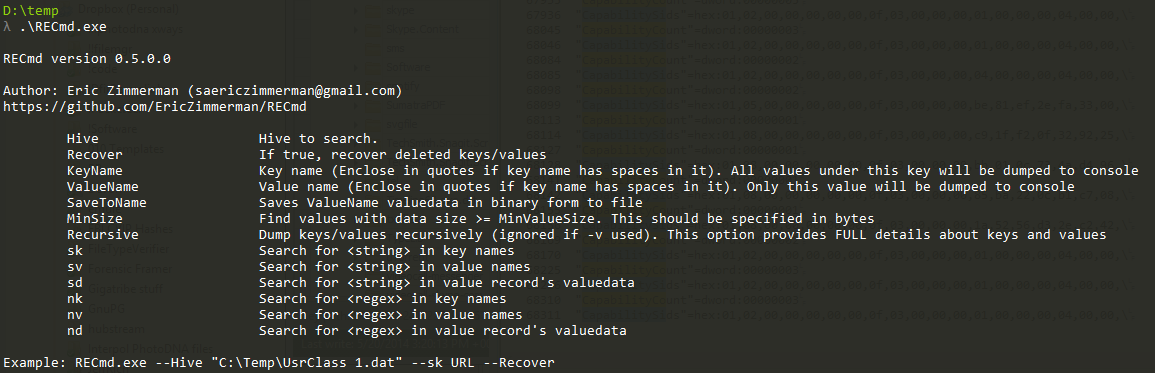 D:\temp
λ .\RECmd.exe
RECmd version 0.5.0.0
Author: Eric Zimmerman (saericzimmerman@gmail.com)
https://github.com/EricZimmerman/RECmd
Hive Hive to search.
Recover If true, recover deleted keys/values
KeyName Key name (Enclose in quotes if key name has spaces in it). All values under this key will be dumped to console
ValueName Value name (Enclose in quotes if key name has spaces in it). Only this value will be dumped to console
SaveToName Saves ValueName valuedata in binary form to file
MinSize Find values with data size >= MinValueSize. This should be specified in bytes
Recursive Dump keys/values recursively (ignored if -v used). This option provides FULL details about keys and values
sk Search for <string> in key names
sv Search for <string> in value names
sd Search for <string> in value record's valuedata
nk Search for <regex> in key names
nv Search for <regex> in value names
nd Search for <regex> in value record's valuedata
Example: RECmd.exe --Hive "C:\Temp\UsrClass 1.dat" --sk URL --Recover